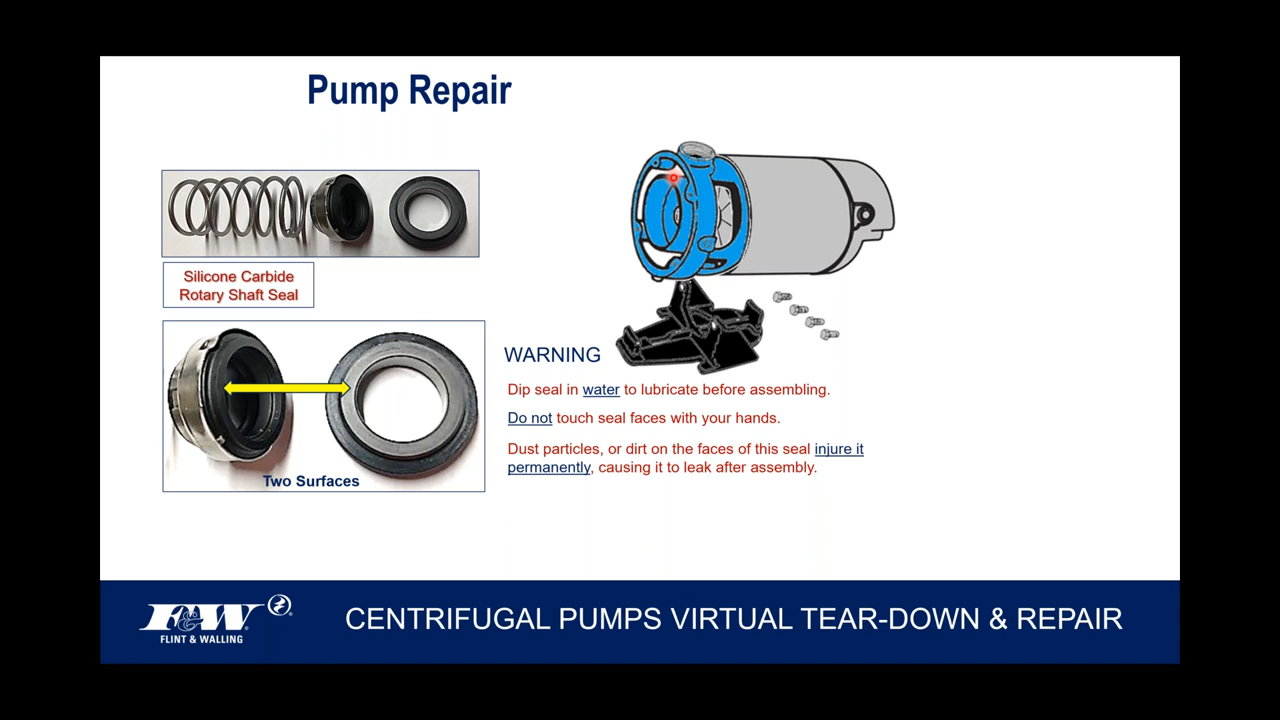 Pump Repair
Silicone Carbide
Rotary Shaft Seal
Two Surfaces
WARNING
Dip seal in water to lubricate before assembling.
Do not touch seal faces with your hands.
Dust particles, or dirt on the faces of this seal injure it
permanently, causing it to leak after assembly.
F&W
FLINT & WALLING
CENTRIFUGAL PUMPS VIRTUAL TEAR-DOWN & REPAIR